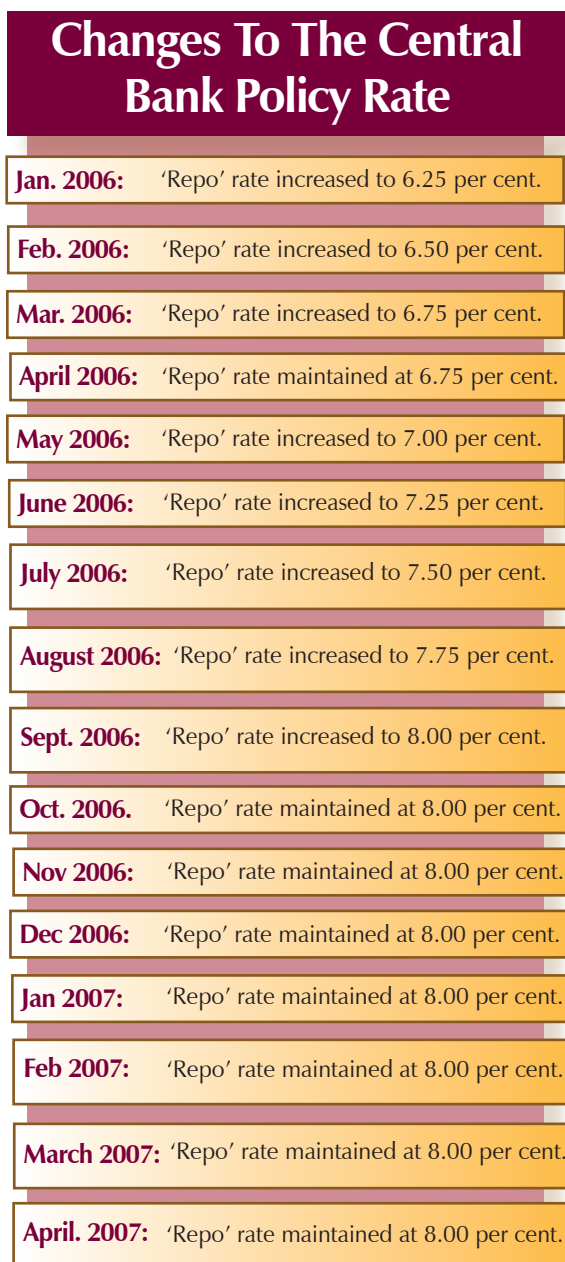 Changes To The Central
Bank Policy Rate
Jan. 2006: ‘Repo’ rate increased to 6.25 per cent.
Feb. 2006: ‘Repo’ rate increased to 6.50 per cent.
Mar. 2006: ‘Repo’ rate increased to 6.75 per cent.
April 2006: ‘Repo’ rate maintained at 6.75 per cent.
May 2006: ‘Repo’ rate increased to 7.00 per cent.
June 2006: ‘Repo’ rate increased to 7.25 per cent.
July 2006: ‘Repo’ rate increased to 7.50 per cent.
August 2006: ‘Repo’ rate increased to 7.75 per cent.
Sept. 2006: ‘Repo’ rate increased to 8.00 per cent.
Oct. 2006. ‘Repo’ rate maintained at 8.00 per cent.
Nov 2006: ‘Repo’ rate maintained at 8.00 per cent.
Dec 2006: ‘Repo’ rate maintained at 8.00 per cent.
Jan 2007: ‘Repo’ rate maintained at 8.00 per cent.
Feb 2007: ‘Repo’ rate maintained at 8.00 per cent.
March 2007: ‘Repo’ rate maintained at 8.00 per cent.
April. 2007: ‘Repo’ rate maintained at 8.00 per cent.